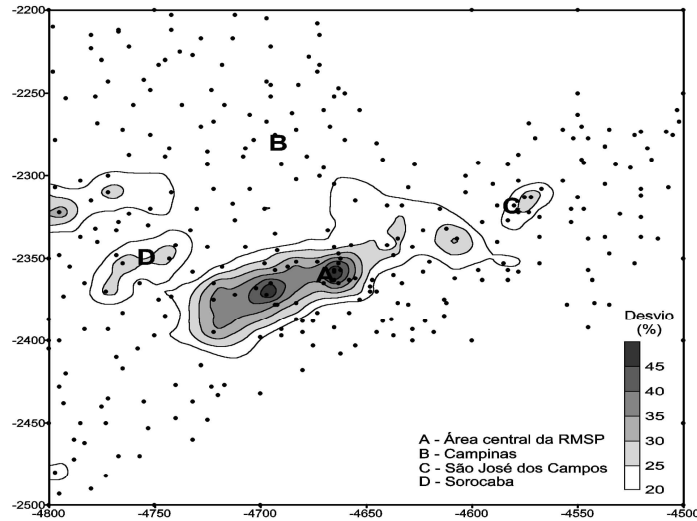 -2200
B
-2250
-2300
C
D
-2350
A
Desvio
(%)
-2400
45
40
35
-2450
A - Área central da RMSP
30
B - Campinas
25
C - São José dos Campos
20
D - Sorocaba
-2500
-4800 -4750 -4700 -4650 -4600 -4550 -4500